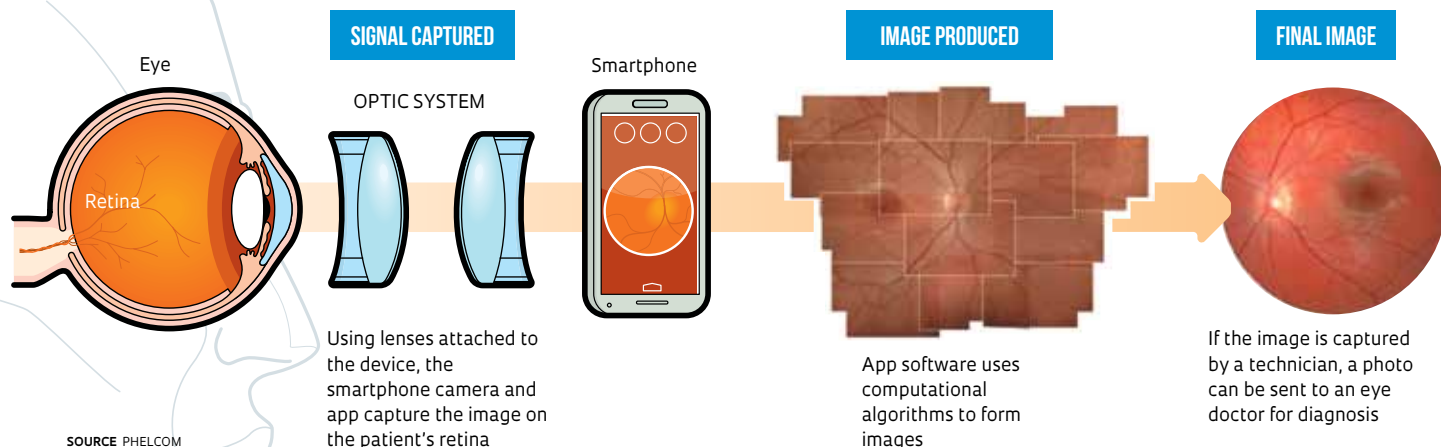 SIGNAL CAPTURED
IMAGE PRODUCED
FINAL IMAGE
Eye
Smartphone
OPTIC SYSTEM
Retina
Using lenses attached to
the device, the
smartphone camera and
app capture the image on
the patient's retina
App software uses
computational
algorithms to form
images
If the image is captured
by a technician, a photo
can be sent to an eye
doctor for diagnosis
SOURCE PHELCOM